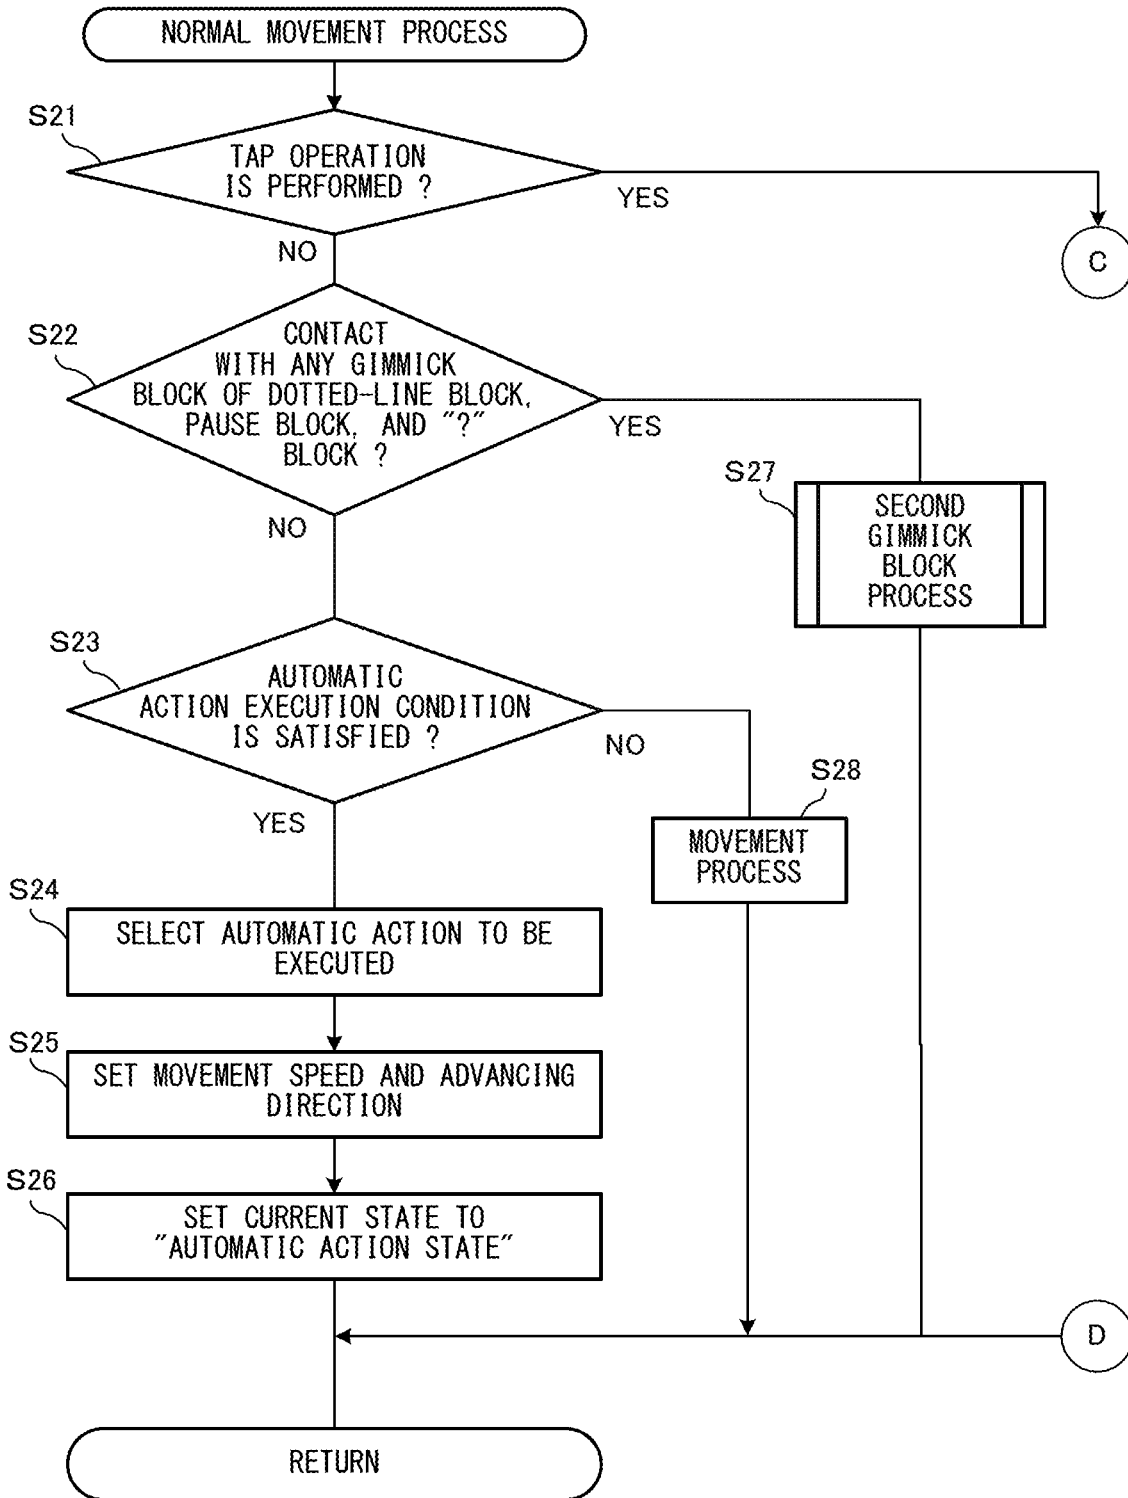 NORMAL MOVEMENT PROCESS
S21
TAP OPERATION
IS PERFORMED ?
YES
NO
C
S22
CONTACT
WITH ANY GIMMICK
BLOCK OF DOTTED-LINE BLOCK,
PAUSE BLOCK, AND "?"
BLOCK ?
YES
NO
S27
SECOND
GIMMICK
BLOCK
PROCESS
S23
AUTOMATIC
ACTION EXECUTION CONDITION
IS SATISFIED ?
NO
YES
S28
MOVEMENT
PROCESS
S24
SELECT AUTOMATIC ACTION TO BE
EXECUTED
S25
SET MOVEMENT SPEED AND ADVANCING
DIRECTION
S26
SET CURRENT STATE TO
"AUTOMATIC ACTION STATE"
D
RETURN